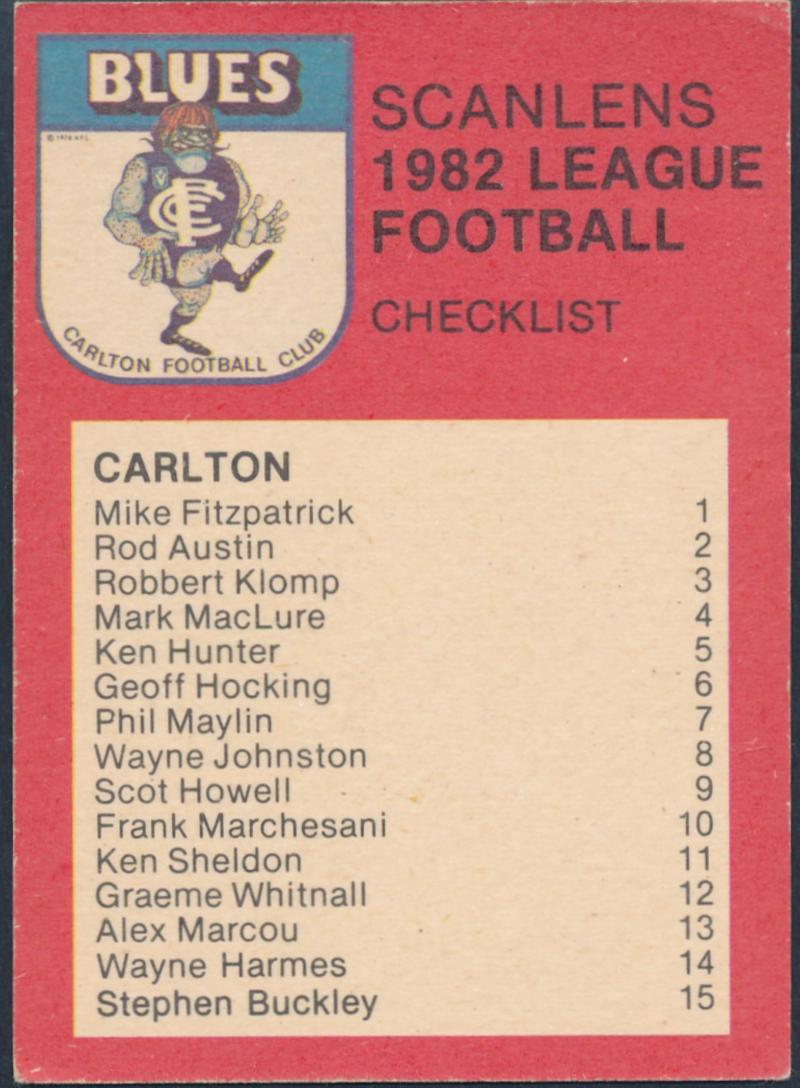 BLUES
© 1976 VFL
CARLTON FOOTBALL CLUB
SCANLENS
1982 LEAGUE
FOOTBALL
CHECKLIST
CARLTON
Mike Fitzpatrick 1
Rod Austin 2
Robbert Klomp 3
Mark MacLure 4
Ken Hunter 5
Geoff Hocking 6
Phil Maylin 7
Wayne Johnston 8
Scot Howell 9
Frank Marchesani 10
Ken Sheldon 11
Graeme Whitnall 12
Alex Marcou 13
Wayne Harmes 14
Stephen Buckley 15